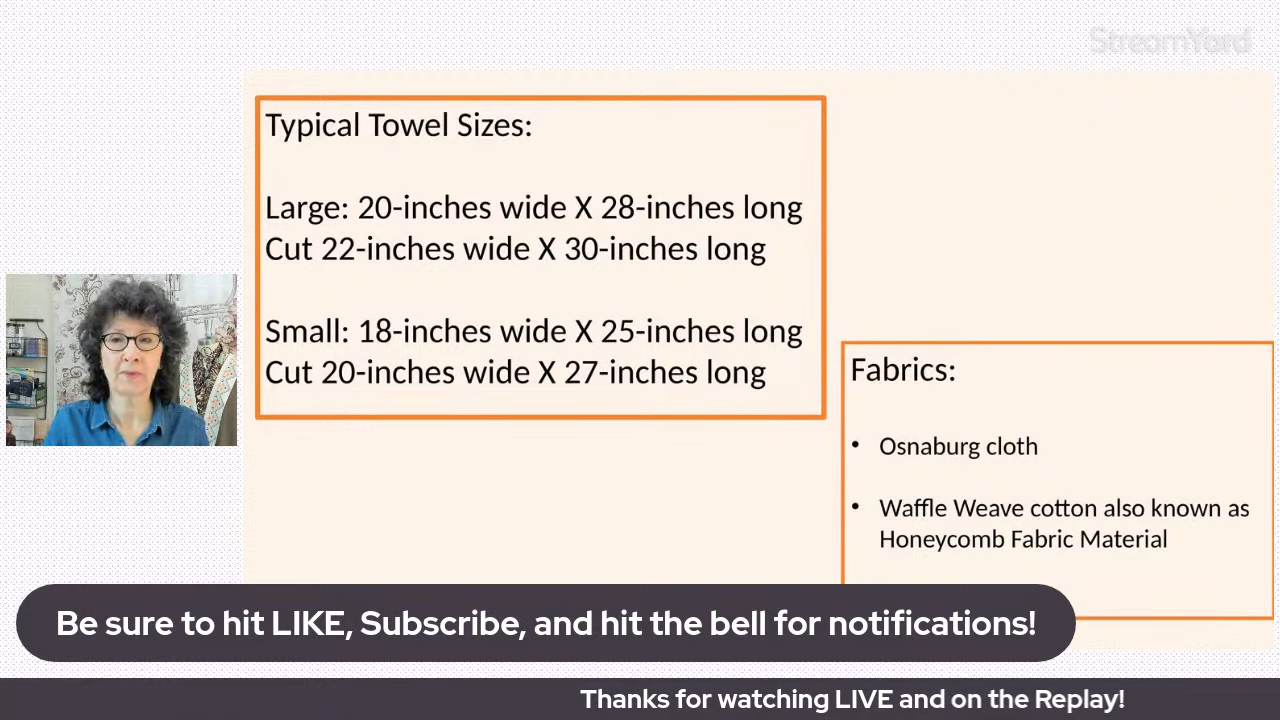 StreamYard
Typical Towel Sizes:
Large: 20-inches wide X 28-inches long
Cut 22-inches wide X 30-inches long
Small: 18-inches wide X 25-inches long
Cut 20-inches wide X 27-inches long
Fabrics:
• Osnaburg cloth
• Waffle Weave cotton also known as
Honeycomb Fabric Material
Be sure to hit LIKE, Subscribe, and hit the bell for notifications!
Thanks for watching LIVE and on the Replay!